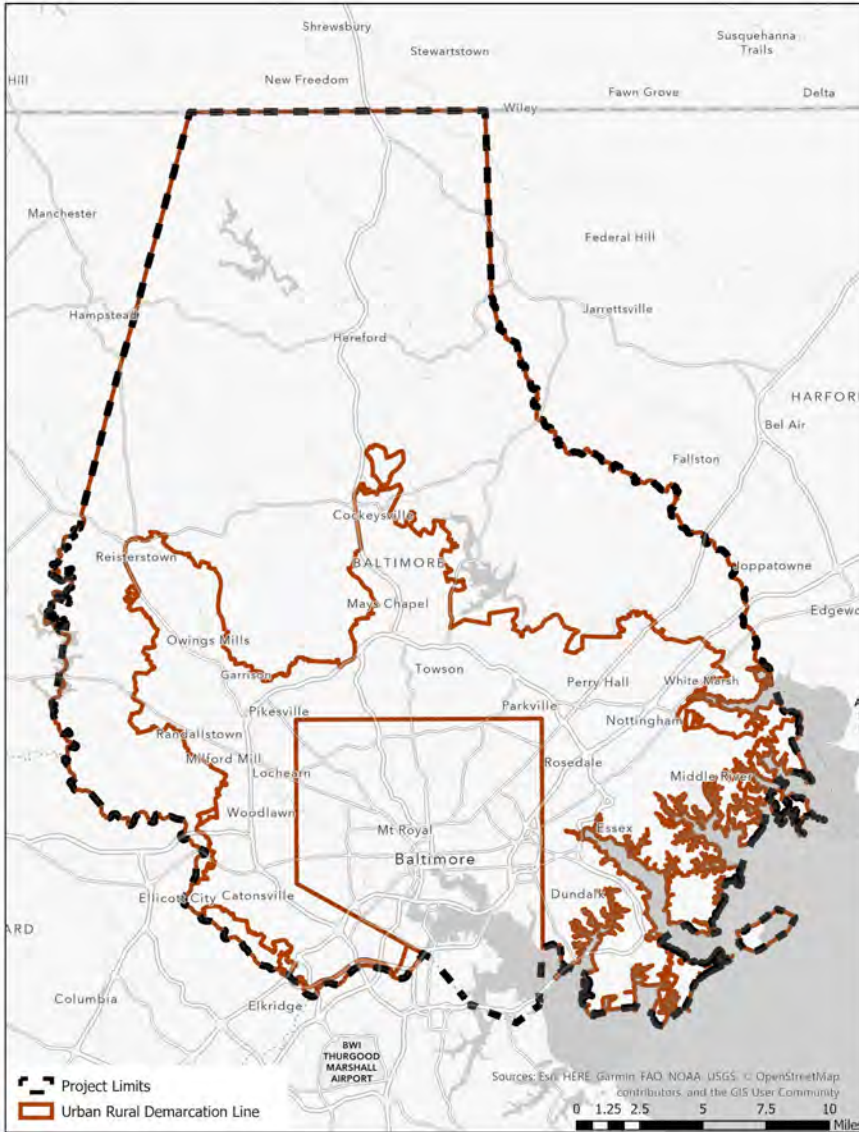 Shrewsbury
Stewartstown
Susquehanna
Trails
Hill
New Freedom
Fawn Grove
Delta
Wiley
Manchester
Federal Hill
Hampstead
Jarrettsville
Hereford
HARFOR
Bel Air
Fallston
Cockeysville
Reisterstown
BALTIMORE
Joppatowne
Mays Chapel
Edgewo
Owings Mills
Garrison
Towson
Perry Hall
White Marsh
Pikesville
Parkville
Nottingham
Randallstown
Milford Mill
Rosedale
Lochearn
Middle River
Woodlawn
Mt Royal
Essex
Baltimore
Ellicott City
Catonsville
Dundalk
ARD
Columbia
Elkridge
BWI
THURGOOD
MARSHALL
AIRPORT
Project Limits
Urban Rural Demarcation Line
Sources: Esri, HERE, Garmin, FAO, NOAA, USGS, © OpenStreetMap
contributors, and the GIS User Community
0 1.25 2.5 5 7.5 10
Miles